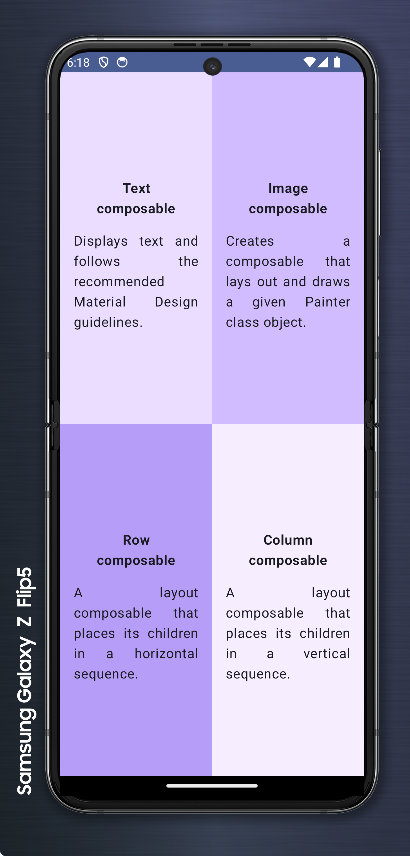 6:18
Text
composable
Displays text and
follows the
recommended
Material Design
guidelines.
Image
composable
Creates a
composable that
lays out and draws
a given Painter
class object.
Row
composable
A layout
composable that
places its children
in a horizontal
sequence.
Column
composable
A layout
composable that
places its children
in a vertical
sequence.
Samsung Galaxy Z Flip5